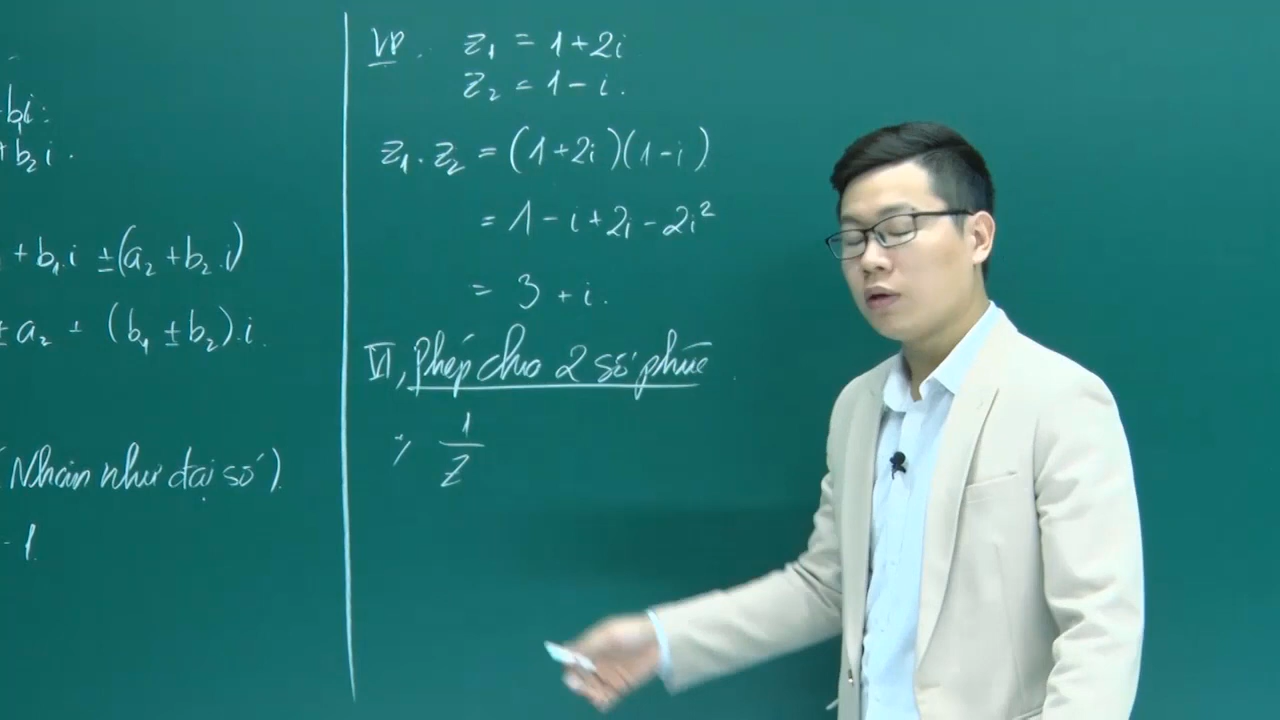 bi:
+ b₂i.
+ b₁.i ± (a₂ + b₂.i)
± a₂ + (b₁ ± b₂).i.
(Nhân như đại số).
-1.
VD: z₁ = 1+2i
z₂ = 1-i.
z₁.z₂ = (1+2i)(1-i)
= 1-i+2i-2i²
= 3+i.
VI, Phép chia 2 số phức.
1/z